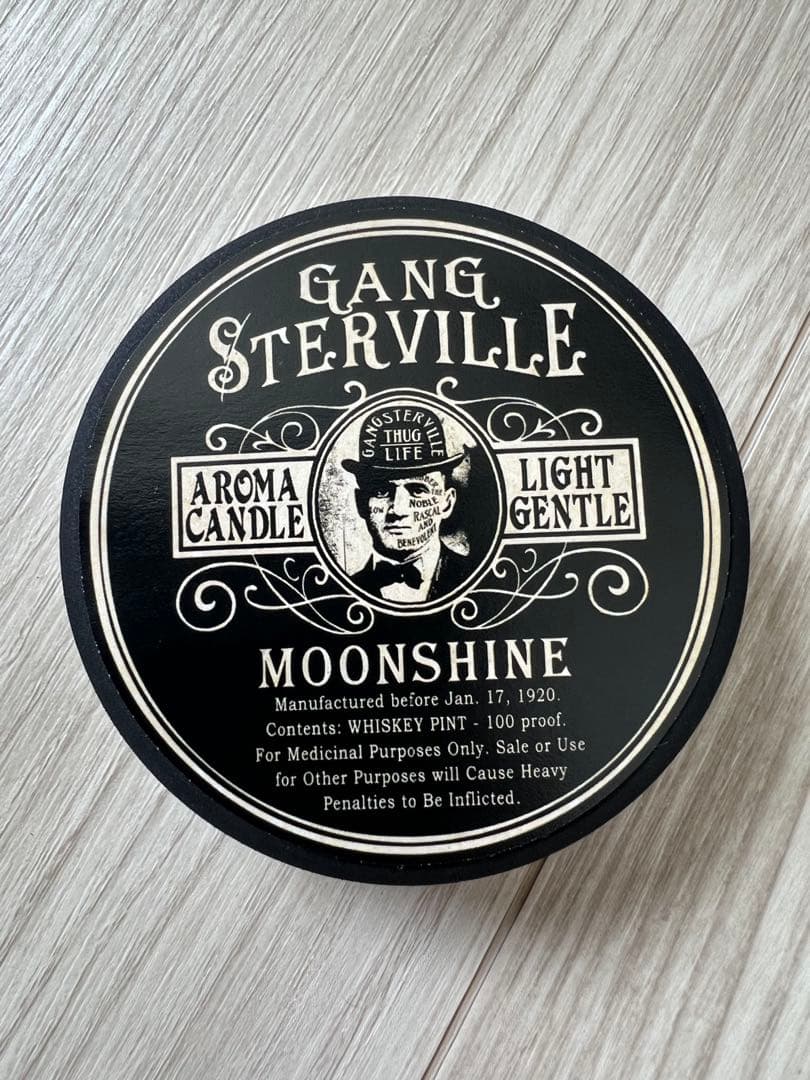 GANG
STERVILLE
GANGSTERVILLE
THUG
LIFE
AROMA
CANDLE
LIGHT
GENTLE
NOBLE
RASCAL
AND
BENEVOLENT
MOONSHINE
Manufactured before Jan. 17, 1920.
Contents: WHISKEY PINT - 100 proof.
For Medicinal Purposes Only. Sale or Use
for Other Purposes will Cause Heavy
Penalties to Be Inflicted.